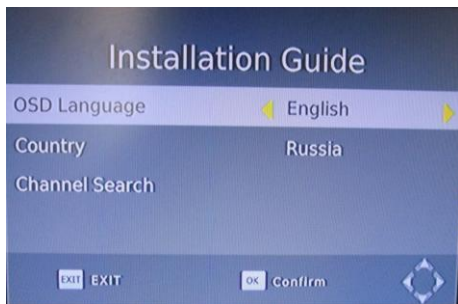 Installation Guide
OSD Language English
Country Russia
Channel Search
EXIT EXIT OK Confirm